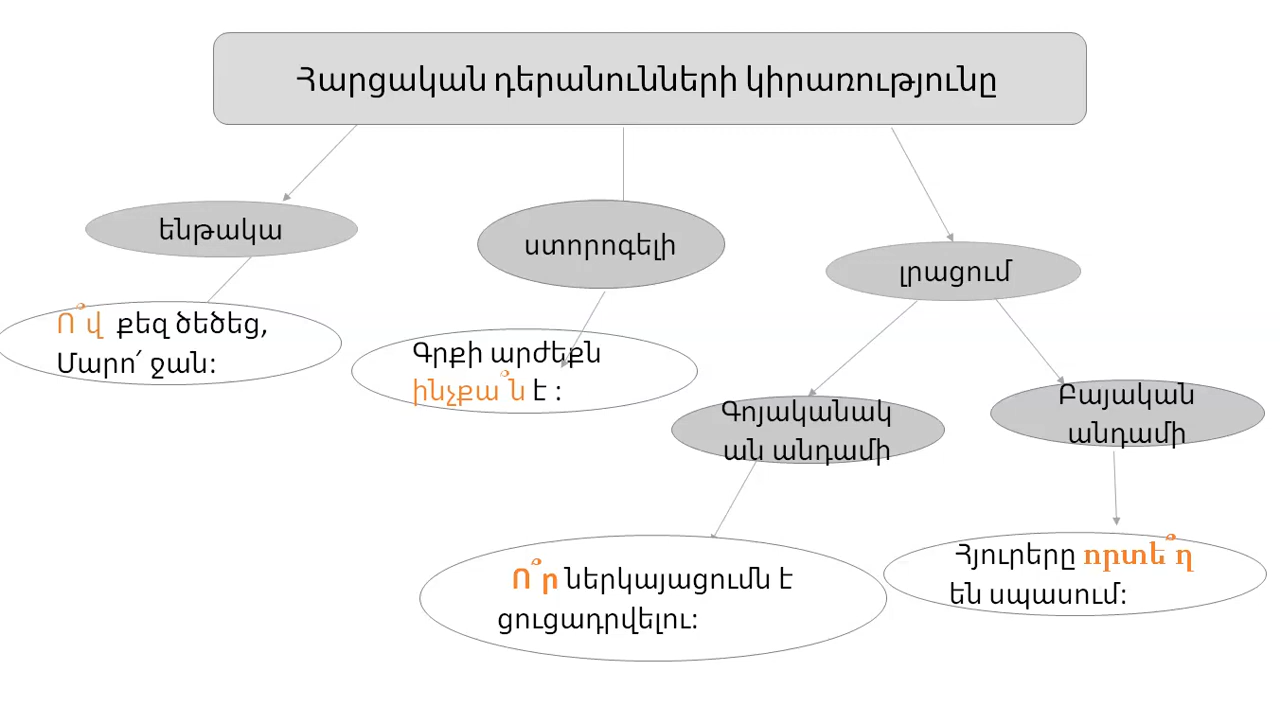 Հարցական դերանունների կիրառությունը
ենթակա
ստորոգելի
լրացում
Ո՞վ քեզ ծեծեց,
Մարո՛ ջան:
Գրքի արժեքն
ինչքա՞ն է :
Գոյականակ
ան անդամի
Բայական
անդամի
Ո՞ր ներկայացումն է
ցուցադրվելու:
Հյուրերը որտե՞ղ
են սպասում: